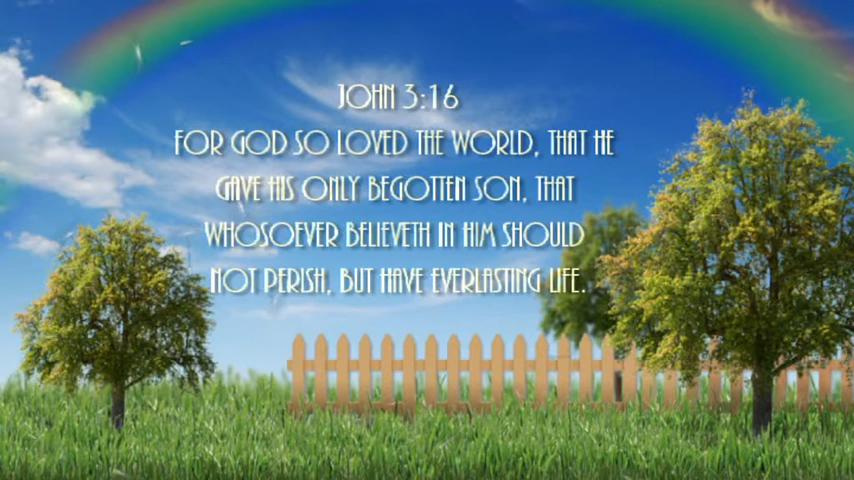 JOHN 3:16
FOR GOD SO LOVED THE WORLD, THAT HE
GAVE HIS ONLY BEGOTTEN SON, THAT
WHOSOEVER BELIEVETH IN HIM SHOULD
NOT PERISH, BUT HAVE EVERLASTING LIFE.